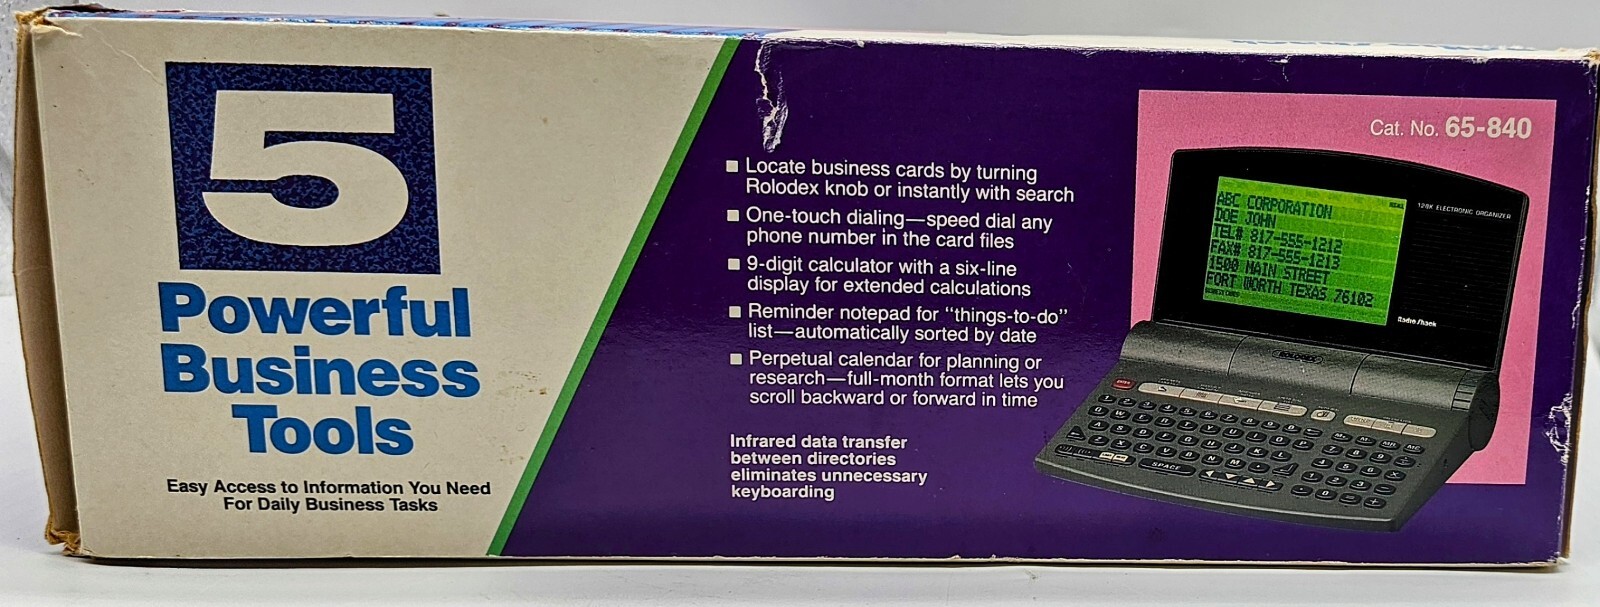 5
Powerful
Business
Tools
Easy Access to Information You Need
For Daily Business Tasks
■ Locate business cards by turning
Rolodex knob or instantly with search
■ One-touch dialing—speed dial any
phone number in the card files
■ 9-digit calculator with a six-line
display for extended calculations
■ Reminder notepad for "things-to-do"
list—automatically sorted by date
■ Perpetual calendar for planning or
research—full-month format lets you
scroll backward or forward in time
Infrared data transfer
between directories
eliminates unnecessary
keyboarding
Cat. No. 65-840
ABC CORPORATION
DOE JOHN
TEL# 817-555-1212
FAX# 817-555-1213
1500 MAIN STREET
FORT WORTH TEXAS 76102
128K ELECTRONIC ORGANIZER
Radio Shack
ROLODEX
SPACE